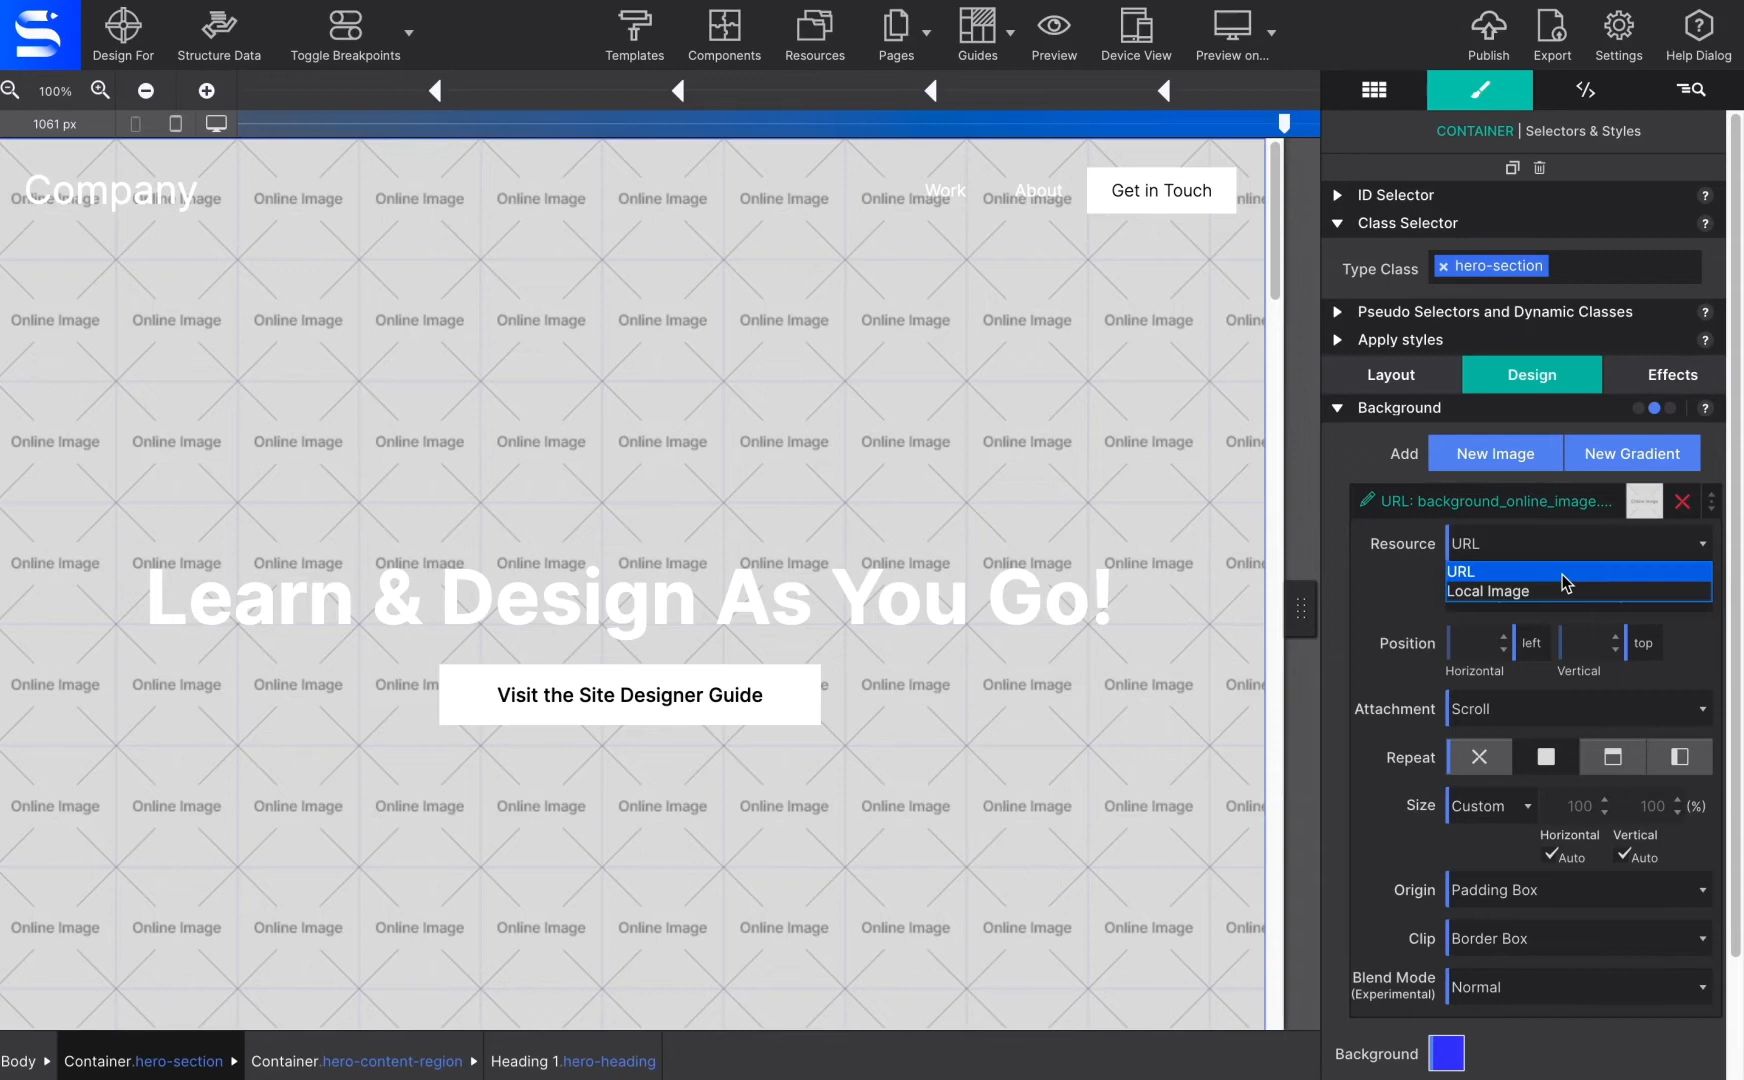 Design For
Structure Data
Toggle Breakpoints
Templates
Components
Resources
Pages
Guides
Preview
Device View
Preview on...
Publish
Export
Settings
Help Dialog
100%
1061 px
CONTAINER | Selectors & Styles
ID Selector ?
Class Selector ?
Type Class × hero-section
Pseudo Selectors and Dynamic Classes ?
Apply styles ?
Layout Design Effects
Background ?
Add New Image New Gradient
URL: background_online_image....
Resource URL
URL
Local Image
Position left top
Horizontal Vertical
Attachment Scroll
Repeat
Size Custom 100 100 (%)
Horizontal Vertical
Auto Auto
Origin Padding Box
Clip Border Box
Blend Mode Normal
(Experimental)
Background
Company Work About Get in Touch
Online Image Online Image Online Image Online Image Online Image Online Image Online Image Online Image Online Image
Online Image Online Image Online Image Online Image Online Image Online Image Online Image Online Image Online Image Online Image
Online Image Online Image Online Image Online Image Online Image Online Image Online Image Online Image Online Image Online Image
Online Image Online Image Online Image Online Image Online Image Online Image Online Image Online Image Online Image Online Image
Learn & Design As You Go!
Online Image Online Image Online Image Online Image Online Image Online Image
Visit the Site Designer Guide
Online Image Online Image Online Image Online Image Online Image Online Image Online Image Online Image Online Image Online Image
Online Image Online Image Online Image Online Image Online Image Online Image Online Image Online Image Online Image Online Image
Body Container.hero-section Container.hero-content-region Heading 1.hero-heading